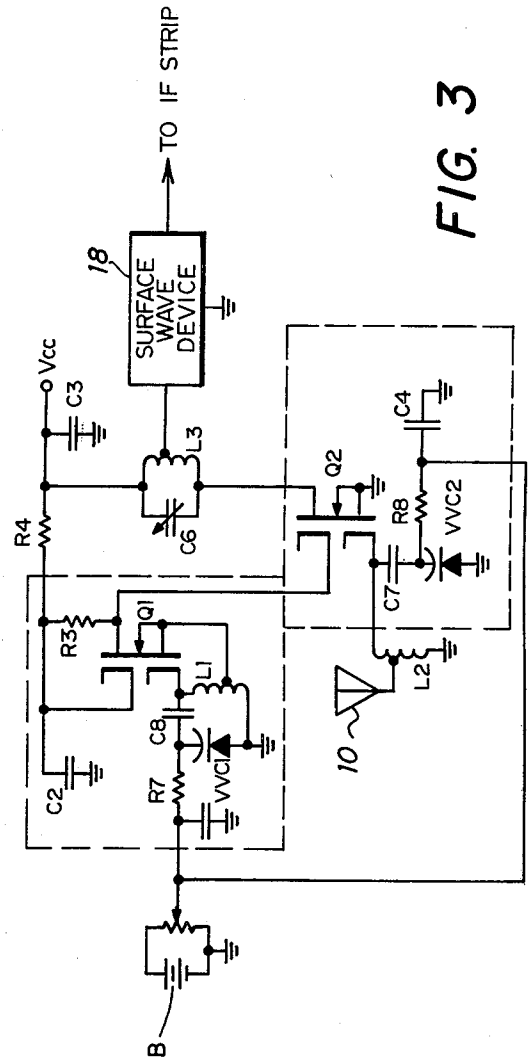 B
R7
C2
C8
VVC1
L1
Q1
R3
R4
C3
Vcc
C6
L3
18
SURFACE
WAVE
DEVICE
TO IF STRIP
10
L2
C7
VVC2
R8
Q2
C4
FIG. 3